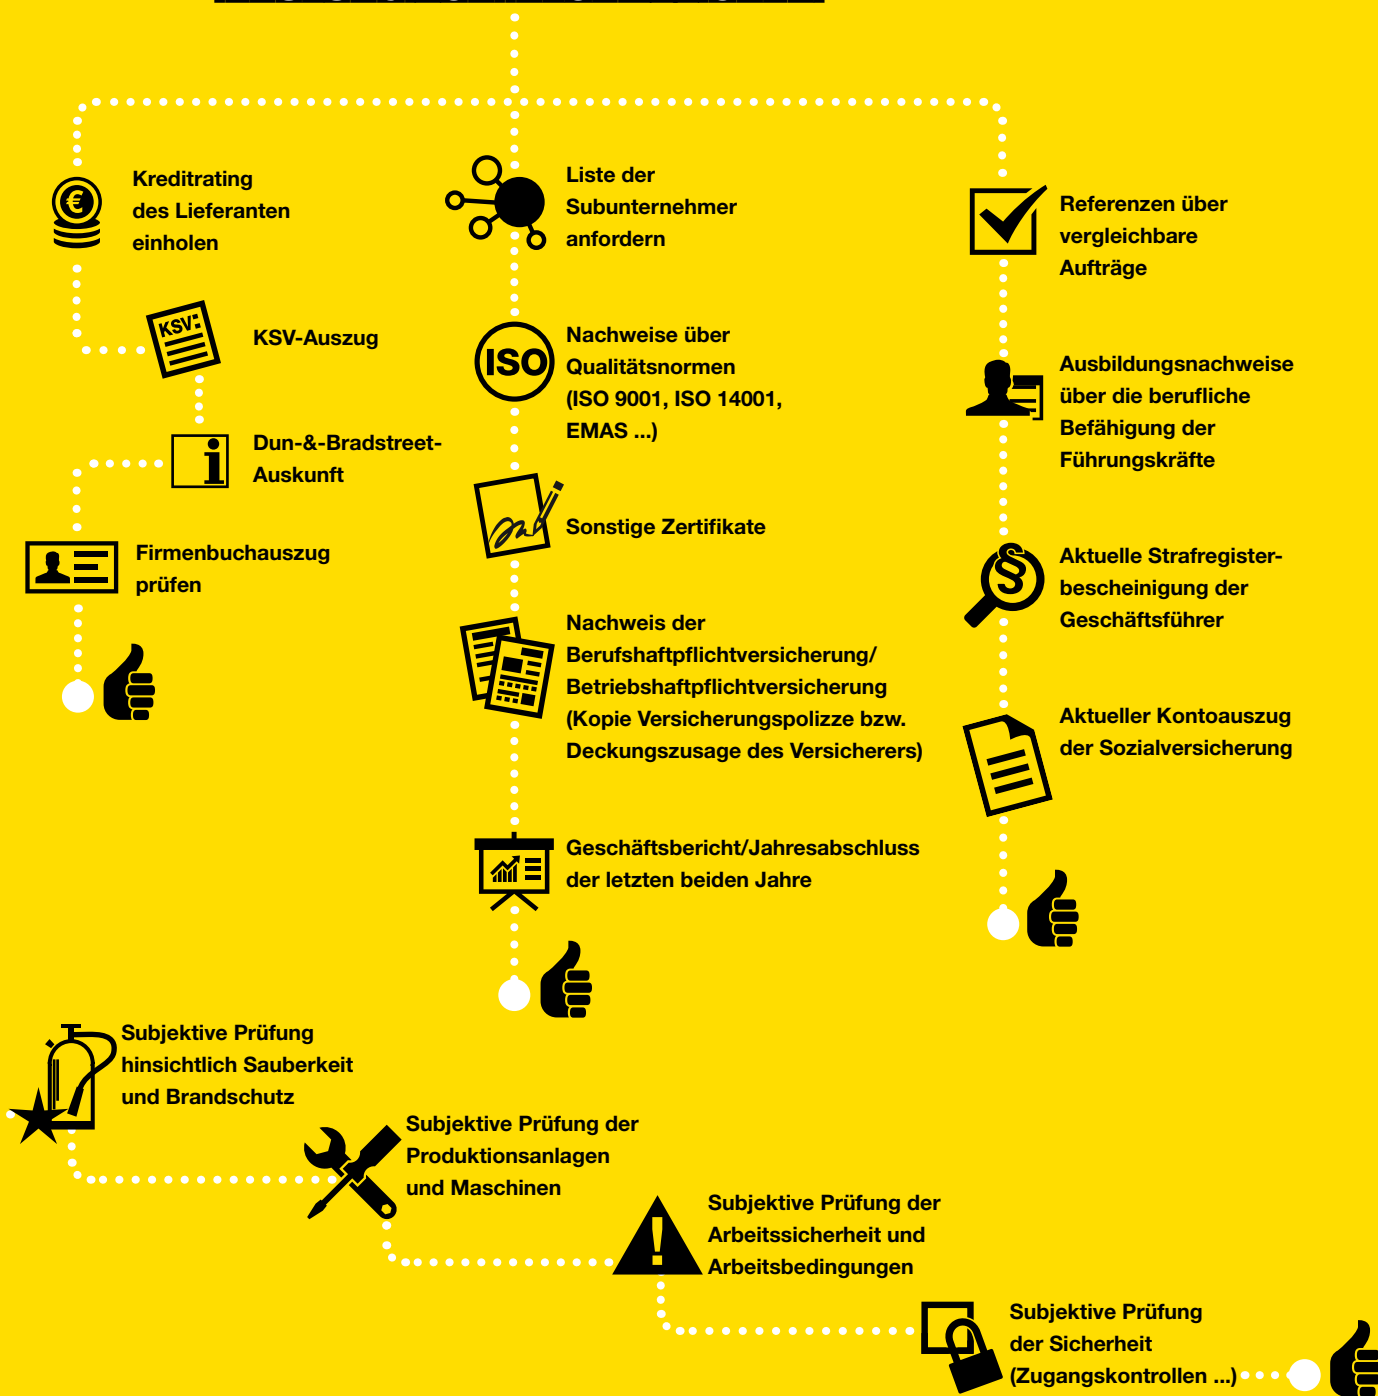 Kreditrating
des Lieferanten
einholen
KSV:
KSV-Auszug
Dun-&-Bradstreet-
Auskunft
Firmenbuchauszug
prüfen
Liste der
Subunternehmer
anfordern
ISO
Nachweise über
Qualitätsnormen
(ISO 9001, ISO 14001,
EMAS ...)
Sonstige Zertifikate
Nachweis der
Berufshaftpflichtversicherung/
Betriebshaftpflichtversicherung
(Kopie Versicherungspolizze bzw.
Deckungszusage des Versicherers)
Geschäftsbericht/Jahresabschluss
der letzten beiden Jahre
Referenzen über
vergleichbare
Aufträge
Ausbildungsnachweise
über die berufliche
Befähigung der
Führungskräfte
§
Aktuelle Strafregister-
bescheinigung der
Geschäftsführer
Aktueller Kontoauszug
der Sozialversicherung
Subjektive Prüfung
hinsichtlich Sauberkeit
und Brandschutz
Subjektive Prüfung der
Produktionsanlagen
und Maschinen
Subjektive Prüfung der
Arbeitssicherheit und
Arbeitsbedingungen
Subjektive Prüfung
der Sicherheit
(Zugangskontrollen ...)